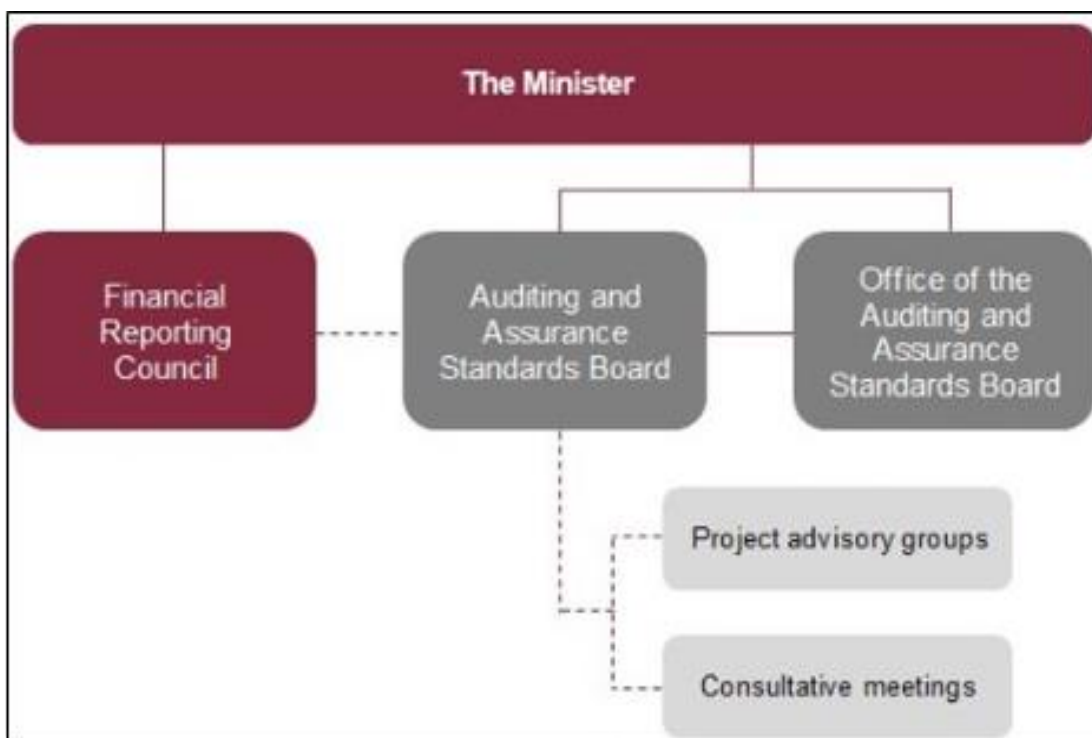 The Minister
Financial
Reporting
Council
Auditing and
Assurance
Standards Board
Office of the
Auditing and
Assurance
Standards Board
Project advisory groups
Consultative meetings